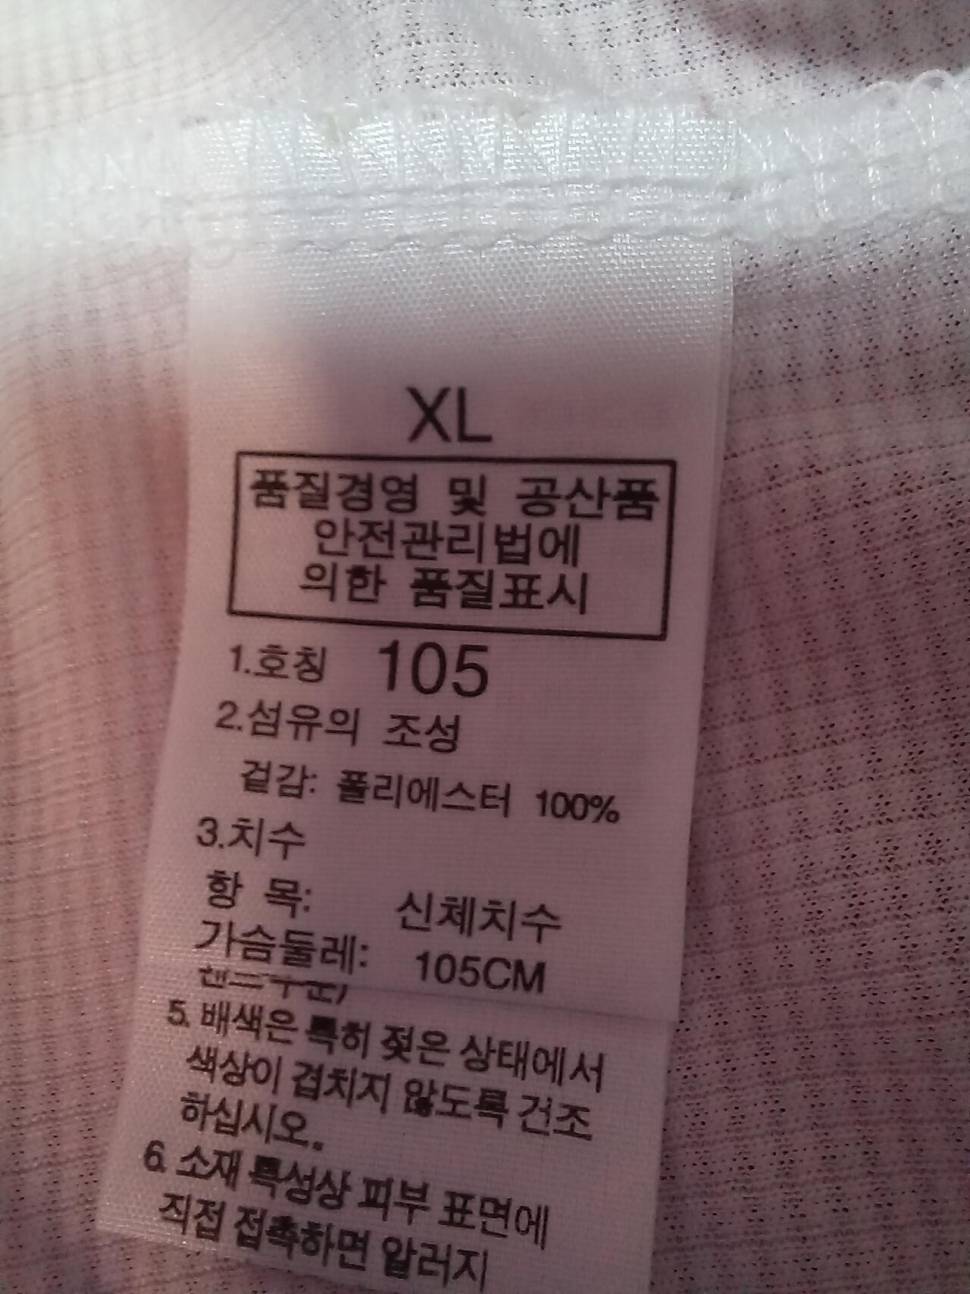 XL
품질경영 및 공산품
안전관리법에
의한 품질표시
1.호칭 105
2.섬유의 조성
겉감: 폴리에스터 100%
3.치수
항 목: 신체치수
가슴둘레: 105CM
5. 배색은 특히 젖은 상태에서
색상이 겹치지 않도록 건조
하십시오.
6. 소재 특성상 피부 표면에
직접 접촉하면 알러지